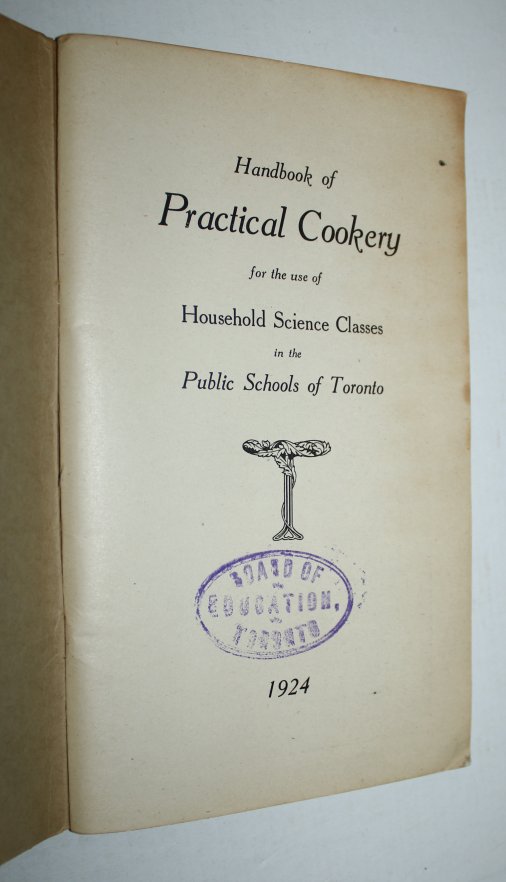 Handbook of
Practical Cookery
for the use of
Household Science Classes
in the
Public Schools of Toronto
BOARD OF
EDUCATION,
TORONTO
1924